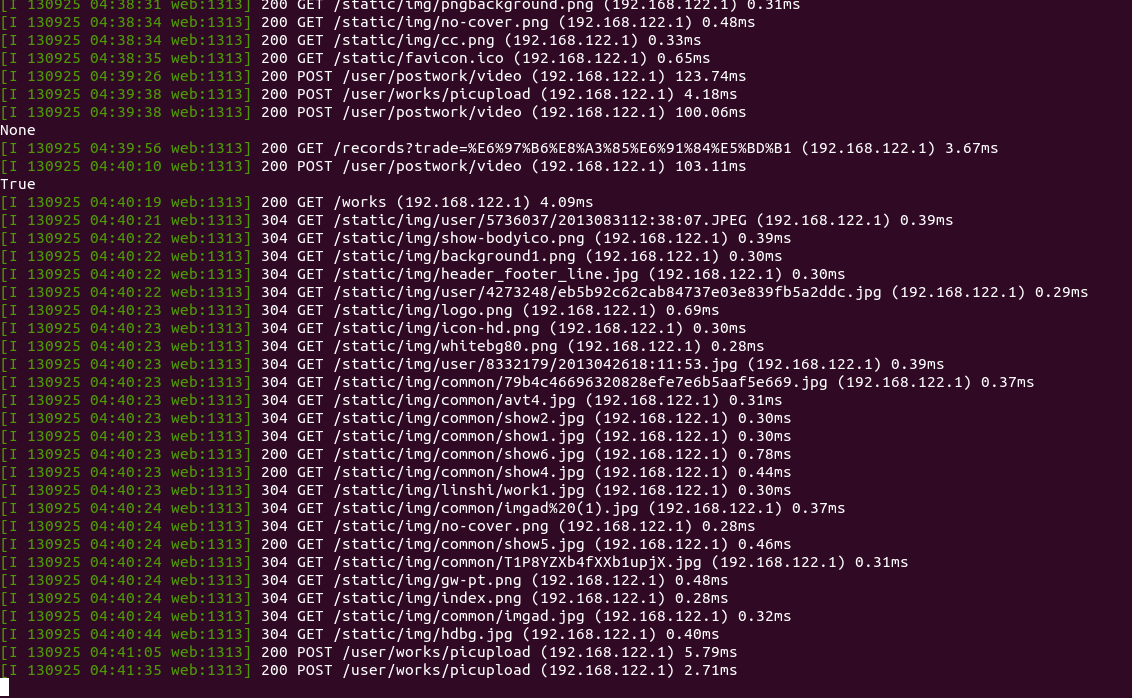 [I 130925 04:38:31 web:1313] 200 GET /static/img/pngbackground.png (192.168.122.1) 0.31ms
[I 130925 04:38:34 web:1313] 200 GET /static/img/no-cover.png (192.168.122.1) 0.48ms
[I 130925 04:38:34 web:1313] 200 GET /static/img/cc.png (192.168.122.1) 0.33ms
[I 130925 04:38:35 web:1313] 200 GET /static/favicon.ico (192.168.122.1) 0.65ms
[I 130925 04:39:26 web:1313] 200 POST /user/postwork/video (192.168.122.1) 123.74ms
[I 130925 04:39:38 web:1313] 200 POST /user/works/picupload (192.168.122.1) 4.18ms
[I 130925 04:39:38 web:1313] 200 POST /user/postwork/video (192.168.122.1) 100.06ms
None
[I 130925 04:39:56 web:1313] 200 GET /records?trade=%E6%97%B6%E8%A3%85%E6%91%84%E5%BD%B1 (192.168.122.1) 3.67ms
[I 130925 04:40:10 web:1313] 200 POST /user/postwork/video (192.168.122.1) 103.11ms
True
[I 130925 04:40:19 web:1313] 200 GET /works (192.168.122.1) 4.09ms
[I 130925 04:40:21 web:1313] 304 GET /static/img/user/5736037/2013083112:38:07.JPEG (192.168.122.1) 0.39ms
[I 130925 04:40:22 web:1313] 304 GET /static/img/show-bodyico.png (192.168.122.1) 0.39ms
[I 130925 04:40:22 web:1313] 304 GET /static/img/background1.png (192.168.122.1) 0.30ms
[I 130925 04:40:22 web:1313] 304 GET /static/img/header_footer_line.jpg (192.168.122.1) 0.30ms
[I 130925 04:40:22 web:1313] 304 GET /static/img/user/4273248/eb5b92c62cab84737e03e839fb5a2ddc.jpg (192.168.122.1) 0.29ms
[I 130925 04:40:23 web:1313] 304 GET /static/img/logo.png (192.168.122.1) 0.69ms
[I 130925 04:40:23 web:1313] 304 GET /static/img/icon-hd.png (192.168.122.1) 0.30ms
[I 130925 04:40:23 web:1313] 304 GET /static/img/whitebg80.png (192.168.122.1) 0.28ms
[I 130925 04:40:23 web:1313] 304 GET /static/img/user/8332179/2013042618:11:53.jpg (192.168.122.1) 0.39ms
[I 130925 04:40:23 web:1313] 304 GET /static/img/common/79b4c46696320828efe7e6b5aaf5e669.jpg (192.168.122.1) 0.37ms
[I 130925 04:40:23 web:1313] 304 GET /static/img/common/avt4.jpg (192.168.122.1) 0.31ms
[I 130925 04:40:23 web:1313] 304 GET /static/img/common/show2.jpg (192.168.122.1) 0.30ms
[I 130925 04:40:23 web:1313] 304 GET /static/img/common/show1.jpg (192.168.122.1) 0.30ms
[I 130925 04:40:23 web:1313] 200 GET /static/img/common/show6.jpg (192.168.122.1) 0.78ms
[I 130925 04:40:23 web:1313] 304 GET /static/img/common/show4.jpg (192.168.122.1) 0.44ms
[I 130925 04:40:23 web:1313] 304 GET /static/img/linshi/work1.jpg (192.168.122.1) 0.30ms
[I 130925 04:40:24 web:1313] 304 GET /static/img/common/imgad%20(1).jpg (192.168.122.1) 0.37ms
[I 130925 04:40:24 web:1313] 304 GET /static/img/no-cover.png (192.168.122.1) 0.28ms
[I 130925 04:40:24 web:1313] 200 GET /static/img/common/show5.jpg (192.168.122.1) 0.46ms
[I 130925 04:40:24 web:1313] 304 GET /static/img/common/T1P8YZXb4fXXb1upjX.jpg (192.168.122.1) 0.31ms
[I 130925 04:40:24 web:1313] 304 GET /static/img/gw-pt.png (192.168.122.1) 0.48ms
[I 130925 04:40:24 web:1313] 304 GET /static/img/index.png (192.168.122.1) 0.28ms
[I 130925 04:40:24 web:1313] 304 GET /static/img/common/imgad.jpg (192.168.122.1) 0.32ms
[I 130925 04:40:44 web:1313] 304 GET /static/img/hdbg.jpg (192.168.122.1) 0.40ms
[I 130925 04:41:05 web:1313] 200 POST /user/works/picupload (192.168.122.1) 5.79ms
[I 130925 04:41:35 web:1313] 200 POST /user/works/picupload (192.168.122.1) 2.71ms